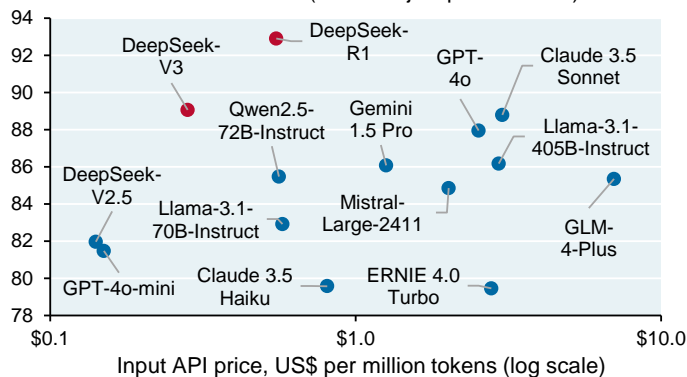 94
92
90
88
86
84
82
80
78
DeepSeek-
V3
DeepSeek-
R1
GPT-
4o
Claude 3.5
Sonnet
Qwen2.5-
72B-Instruct
Gemini
1.5 Pro
Llama-3.1-
405B-Instruct
DeepSeek-
V2.5
Llama-3.1-
70B-Instruct
Mistral-
Large-2411
GLM-
4-Plus
GPT-4o-mini
Claude 3.5
Haiku
ERNIE 4.0
Turbo
$0.1
$1.0
$10.0
Input API price, US$ per million tokens (log scale)